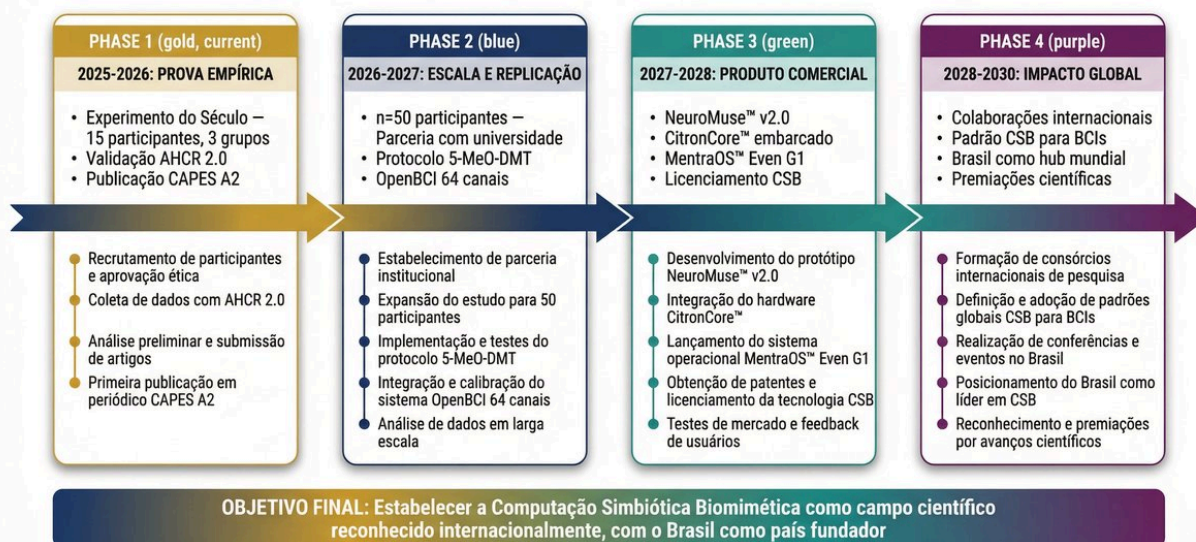 PHASE 1 (gold, current)
2025-2026: PROVA EMPÍRICA
• Experimento do Século —
15 participantes, 3 grupos
• Validação AHCR 2.0
• Publicação CAPES A2
Recrutamento de participantes
e aprovação ética
Coleta de dados com AHCR 2.0
Análise preliminar e submissão
de artigos
Primeira publicação em
periódico CAPES A2
PHASE 2 (blue)
2026-2027: ESCALA E REPLICAÇÃO
• n=50 participantes —
Parceria com universidade
• Protocolo 5-MeO-DMT
• OpenBCI 64 canais
Estabelecimento de parceria
institucional
Expansão do estudo para 50
participantes
Implementação e testes do
protocolo 5-MeO-DMT
Integração e calibração do
sistema OpenBCI 64 canais
Análise de dados em larga
escala
PHASE 3 (green)
2027-2028: PRODUTO COMERCIAL
• NeuroMuse™ v2.0
• CitronCore™ embarcado
• MentraOS™ Even G1
• Licenciamento CSB
Desenvolvimento do protótipo
NeuroMuse™ v2.0
Integração do hardware
CitronCore™
Lançamento do sistema
operacional MentraOS™ Even G1
Obtenção de patentes e
licenciamento da tecnologia CSB
Testes de mercado e feedback
de usuários
PHASE 4 (purple)
2028-2030: IMPACTO GLOBAL
• Colaborações internacionais
• Padrão CSB para BCIs
• Brasil como hub mundial
• Premiações científicas
Formação de consórcios
internacionais de pesquisa
Definição e adoção de padrões
globais CSB para BCIs
Realização de conferências e
eventos no Brasil
Posicionamento do Brasil como
líder em CSB
Reconhecimento e premiações
por avanços científicos
OBJETIVO FINAL: Estabelecer a Computação Simbiótica Biomimética como campo científico
reconhecido internacionalmente, com o Brasil como país fundador